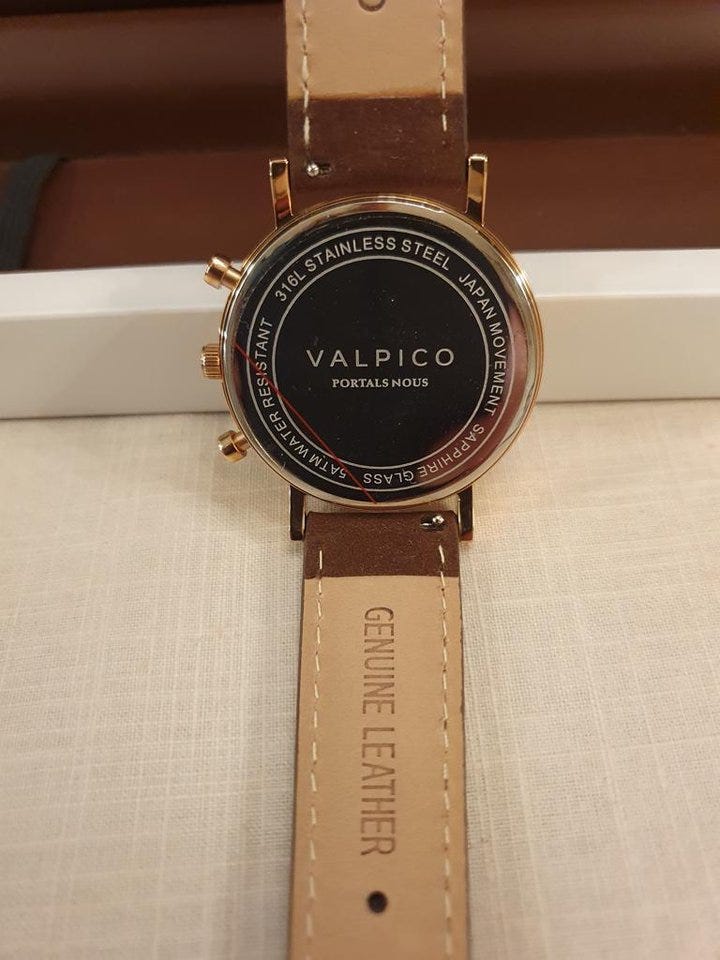 316L STAINLESS STEEL
JAPAN MOVEMENT
SAPPHIRE GLASS
5ATM WATER RESISTANT
VALPICO
PORTALS NOUS
GENUINE LEATHER